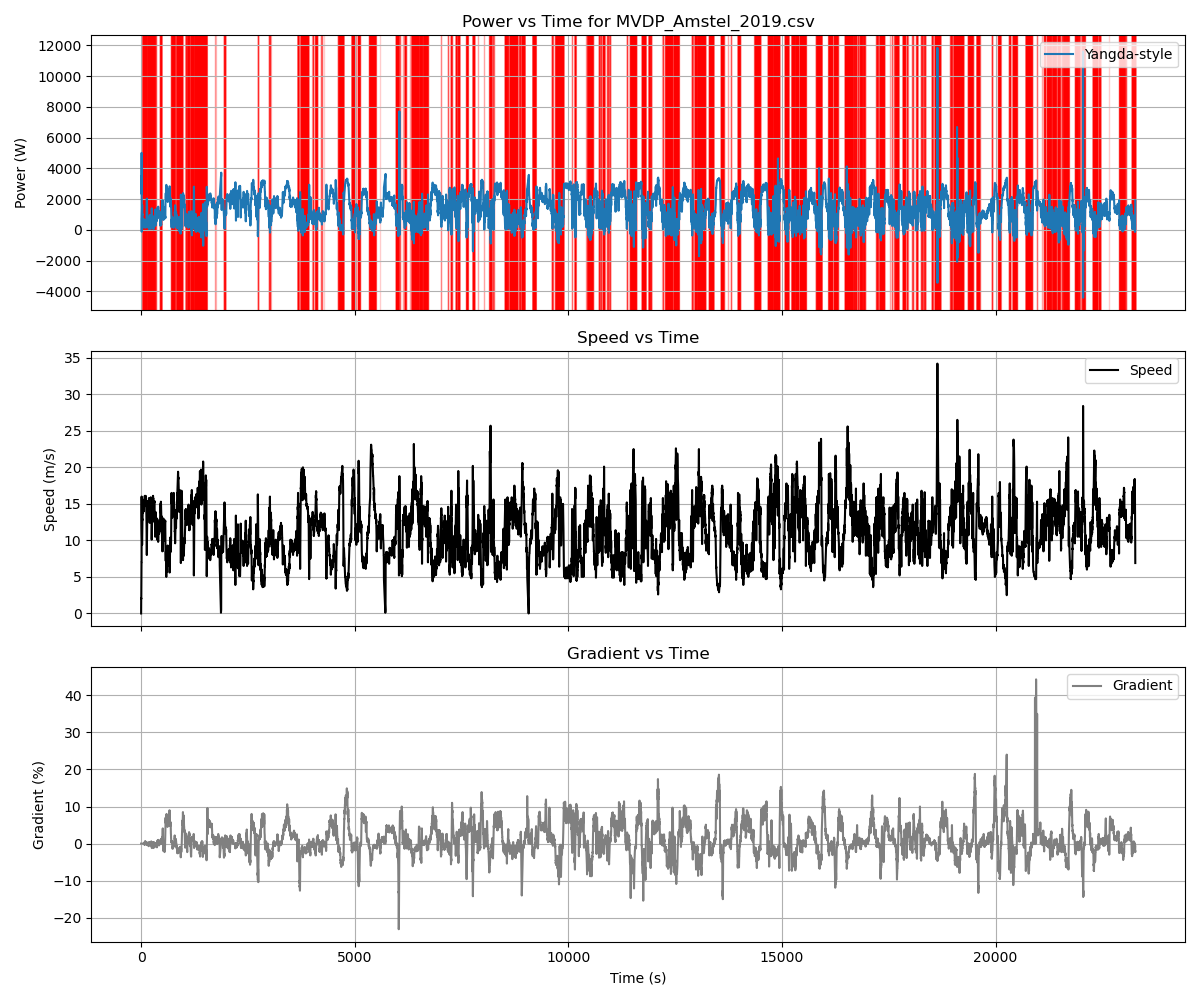 Power vs Time for MVDP_Amstel_2019.csv
12000
10000
8000
6000
4000
2000
0
−2000
−4000
Power (W)
Yangda-style
Speed vs Time
35
30
25
20
15
10
5
0
Speed (m/s)
Speed
Gradient vs Time
40
30
20
10
0
−10
−20
Gradient (%)
Gradient
0 5000 10000 15000 20000
Time (s)